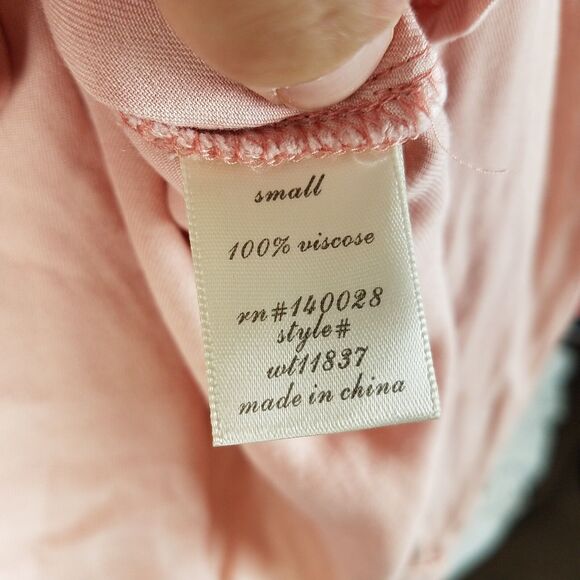 small
100% viscose
rn#140028
style#
wt11837
made in china